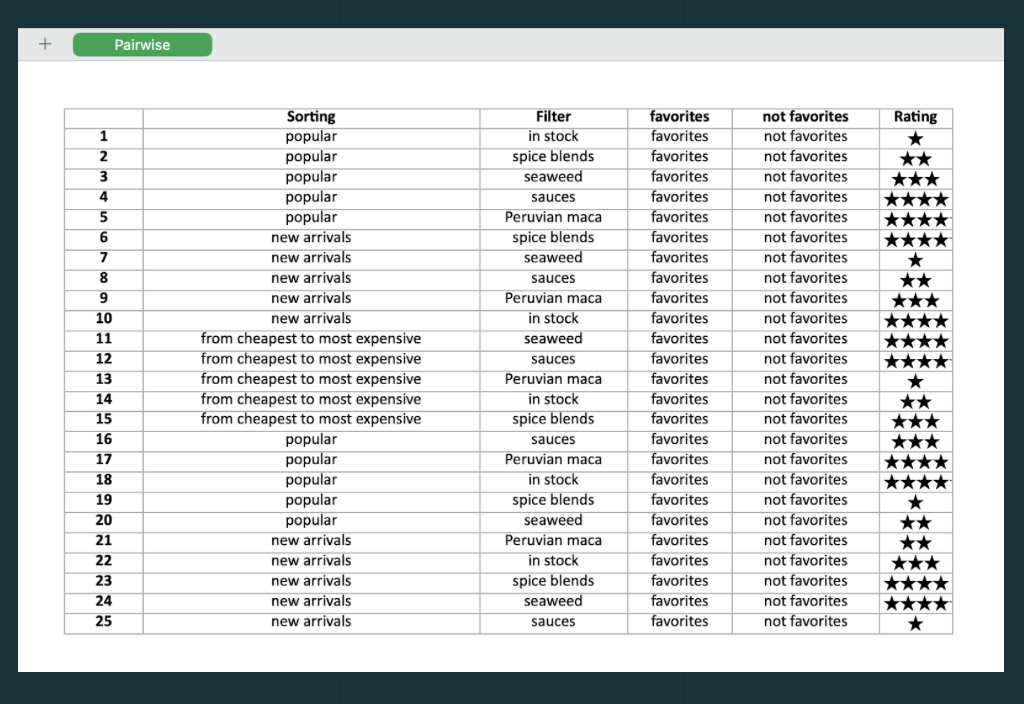 + Pairwise
Sorting Filter favorites not favorites Rating
1 popular in stock favorites not favorites ★
2 popular spice blends favorites not favorites ★★
3 popular seaweed favorites not favorites ★★★
4 popular sauces favorites not favorites ★★★★
5 popular Peruvian maca favorites not favorites ★★★★
6 new arrivals spice blends favorites not favorites ★★★★
7 new arrivals seaweed favorites not favorites ★
8 new arrivals sauces favorites not favorites ★★
9 new arrivals Peruvian maca favorites not favorites ★★★
10 new arrivals in stock favorites not favorites ★★★★
11 from cheapest to most expensive seaweed favorites not favorites ★★★★
12 from cheapest to most expensive sauces favorites not favorites ★★★★
13 from cheapest to most expensive Peruvian maca favorites not favorites ★
14 from cheapest to most expensive in stock favorites not favorites ★★
15 from cheapest to most expensive spice blends favorites not favorites ★★★
16 popular sauces favorites not favorites ★★★
17 popular Peruvian maca favorites not favorites ★★★★
18 popular in stock favorites not favorites ★★★★
19 popular spice blends favorites not favorites ★
20 popular seaweed favorites not favorites ★★
21 new arrivals Peruvian maca favorites not favorites ★★
22 new arrivals in stock favorites not favorites ★★★
23 new arrivals spice blends favorites not favorites ★★★★
24 new arrivals seaweed favorites not favorites ★★★★
25 new arrivals sauces favorites not favorites ★